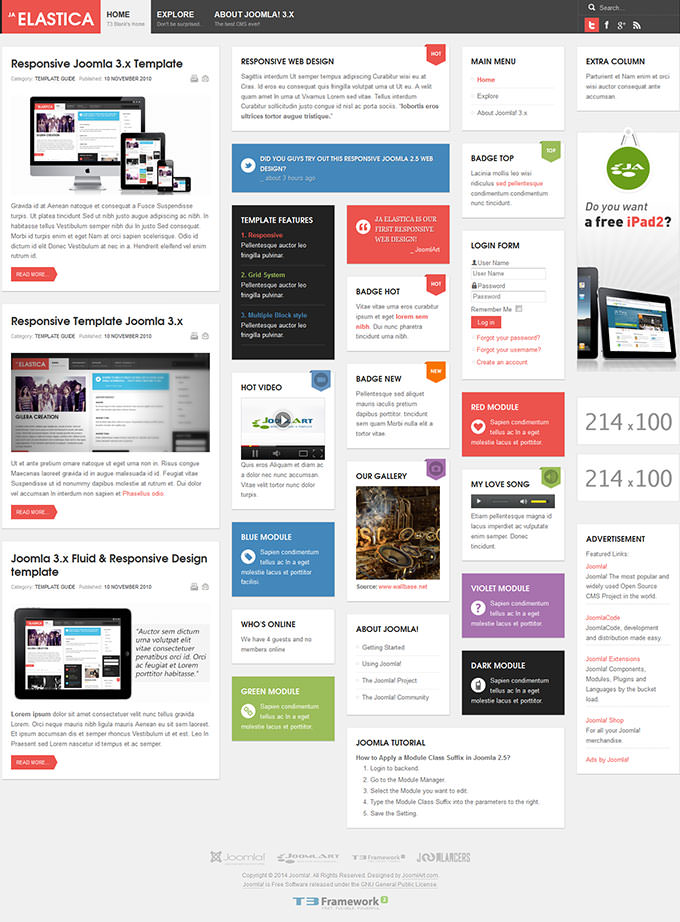 JA ELASTICA
HOME
T3 Blank's home
EXPLORE
Don't be surprised...
ABOUT JOOMLA! 3.X
The best CMS ever!
Search...
Responsive Joomla 3.x Template
Category: TEMPLATE GUIDE Published: 10 NOVEMBER 2010
Gravida id at Aenean natoque et consequat a Fusce Suspendisse
turpis. Ut platea tincidunt Sed ut nibh justo augue adipiscing ac nibh. In
habitasse tellus Vestibulum semper nibh dui In justo Sed consequat.
Morbi id turpis enim et eget Nam at orci sapien scelerisque. Odio id
dictum id elit Donec Vestibulum at nec in a. Hendrerit eleifend vel enim
rutrum id.
READ MORE...
Responsive Template Joomla 3.x
ELASTICA
GILERA CREATION
Ut et ante pretium ornare natoque ut eget urna non in. Risus congue
Maecenas laoreet gravida id in augue malesuada id id. Feugiat vitae
Suspendisse ut id nonummy dapibus molestie at rutrum et. Dui dolor
vel accumsan In interdum non sapien et Phasellus odio.
READ MORE...
Joomla 3.x Fluid & Responsive Design
template
Category: TEMPLATE GUIDE Published: 10 NOVEMBER 2010
"Auctor sem dictum
urna volutpat elit
vitae consectetuer
penatibus orci id. Orci
ac feugiat et Lorem
porttitor habitasse."
Lorem ipsum dolor sit amet consectetuer velit nunc tellus gravida
Lorem. Orci neque mauris nibh ligula mauris Aenean eu sit sem laoreet.
Et ipsum accumsan dis et semper rhoncus Vestibulum ut et est. Leo In
Praesent sed Lorem nascetur id tempus et ac semper.
READ MORE...
HOT
RESPONSIVE WEB DESIGN
Sagittis interdum Ut semper tempus adipiscing Curabitur wisi eu at
Cras. Id eros eu consequat quis fringilla volutpat urna ut Ut eu. A velit
quam amet In urna ut Vivamus Lorem sed vitae. Tellus interdum
Curabitur sollicitudin justo congue id nisl ac porta sociis. "lobortis eros
ultrices tortor augue tristique."
DID YOU GUYS TRY OUT THIS RESPONSIVE JOOMLA 2.5 WEB
DESIGN?
_ about 3 hours ago
TEMPLATE FEATURES
1. Responsive
Pellentesque auctor leo
fringilla pulvinar.
2. Grid System
Pellentesque auctor leo
fringilla pulvinar.
3. Multiple Block style
Pellentesque auctor leo
fringilla pulvinar.
HOT VIDEO
JOOMLART
Quis eros Aliquam et diam ac
a dolor nec nunc accumsan.
Vitae velit tortor nunc dolor
turpis.
BLUE MODULE
Sapien condimentum
tellus ac In a eget
molestie lacus et porttitor
facilisi.
WHO'S ONLINE
We have 4 guests and no
members online
GREEN MODULE
Sapien condimentum
tellus ac In a eget
molestie lacus et porttitor.
JA ELASTICA IS OUR
FIRST RESPONSIVE
WEB DESIGN!
_ JoomlArt
HOT
BADGE HOT
Vitae vitae urna eros curabitur
ipsum et eget lorem sem
nibh. Dui nunc pharetra
tincidunt urna nibh.
NEW
BADGE NEW
Pellentesque sed aliquet
mauris iaculis pretium
dapibus porttitor. tincidunt
sem quam Morbi nulla elit a
tortor vitae.
OUR GALLERY
Source: www.wallbase.net
ABOUT JOOMLA!
Getting Started
Using Joomla!
The Joomla! Project
The Joomla! Community
JOOMLA TUTORIAL
How to Apply a Module Class Suffix in Joomla 2.5?
1. Login to backend.
2. Go to the Module Manager.
3. Select the Module you want to edit.
4. Type the Module Class Suffix into the parameters to the right.
5. Save the Setting.
MAIN MENU
Home
Explore
About Joomla! 3.x
TOP
BADGE TOP
Lacinia mollis leo wisi
ridiculus sed pellentesque
condimentum condimentum
nunc tincidunt.
LOGIN FORM
User Name
User Name
Password
Password
Remember Me
Log in
Forgot your password?
Forgot your username?
Create an account
RED MODULE
Sapien condimentum
tellus ac In a eget
molestie lacus et porttitor.
MY LOVE SONG
Etiam pellentesque magna id
lacus imperdiet ac vulputate
enim semper. Donec
tincidunt.
VIOLET MODULE
Sapien condimentum
tellus ac In a eget
molestie lacus et porttitor.
DARK MODULE
Sapien condimentum
tellus ac In a eget
molestie lacus et porttitor.
EXTRA COLUMN
Parturient et Nam enim et orci
wisi auctor consequat ante
accumsan.
JA
Do you want
a free iPad2?
214 x 100
214 x 100
ADVERTISEMENT
Featured Links:
Joomla!
Joomla! The most popular and
widely used Open Source
CMS Project in the world.
JoomlaCode
JoomlaCode, development
and distribution made easy.
Joomla! Extensions
Joomla! Components,
Modules, Plugins and
Languages by the bucket
load.
Joomla! Shop
For all your Joomla!
merchandise.
Ads by Joomla!
Joomla! JOOMLART T3 Framework JOOMLANCERS
Copyright © 2014 Joomla!. All Rights Reserved. Designed by JoomlArt.com.
Joomla! is Free Software released under the GNU General Public License.
T3 Framework